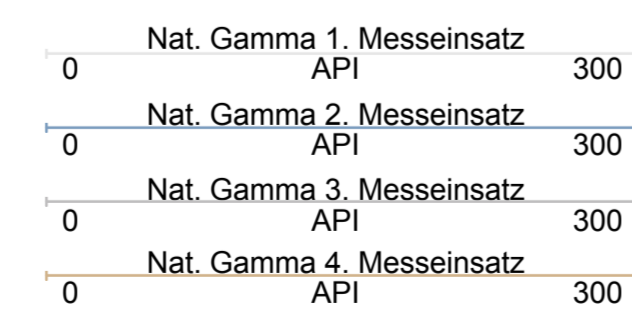 Nat. Gamma 1. Messeinsatz
0 API 300
Nat. Gamma 2. Messeinsatz
0 API 300
Nat. Gamma 3. Messeinsatz
0 API 300
Nat. Gamma 4. Messeinsatz
0 API 300